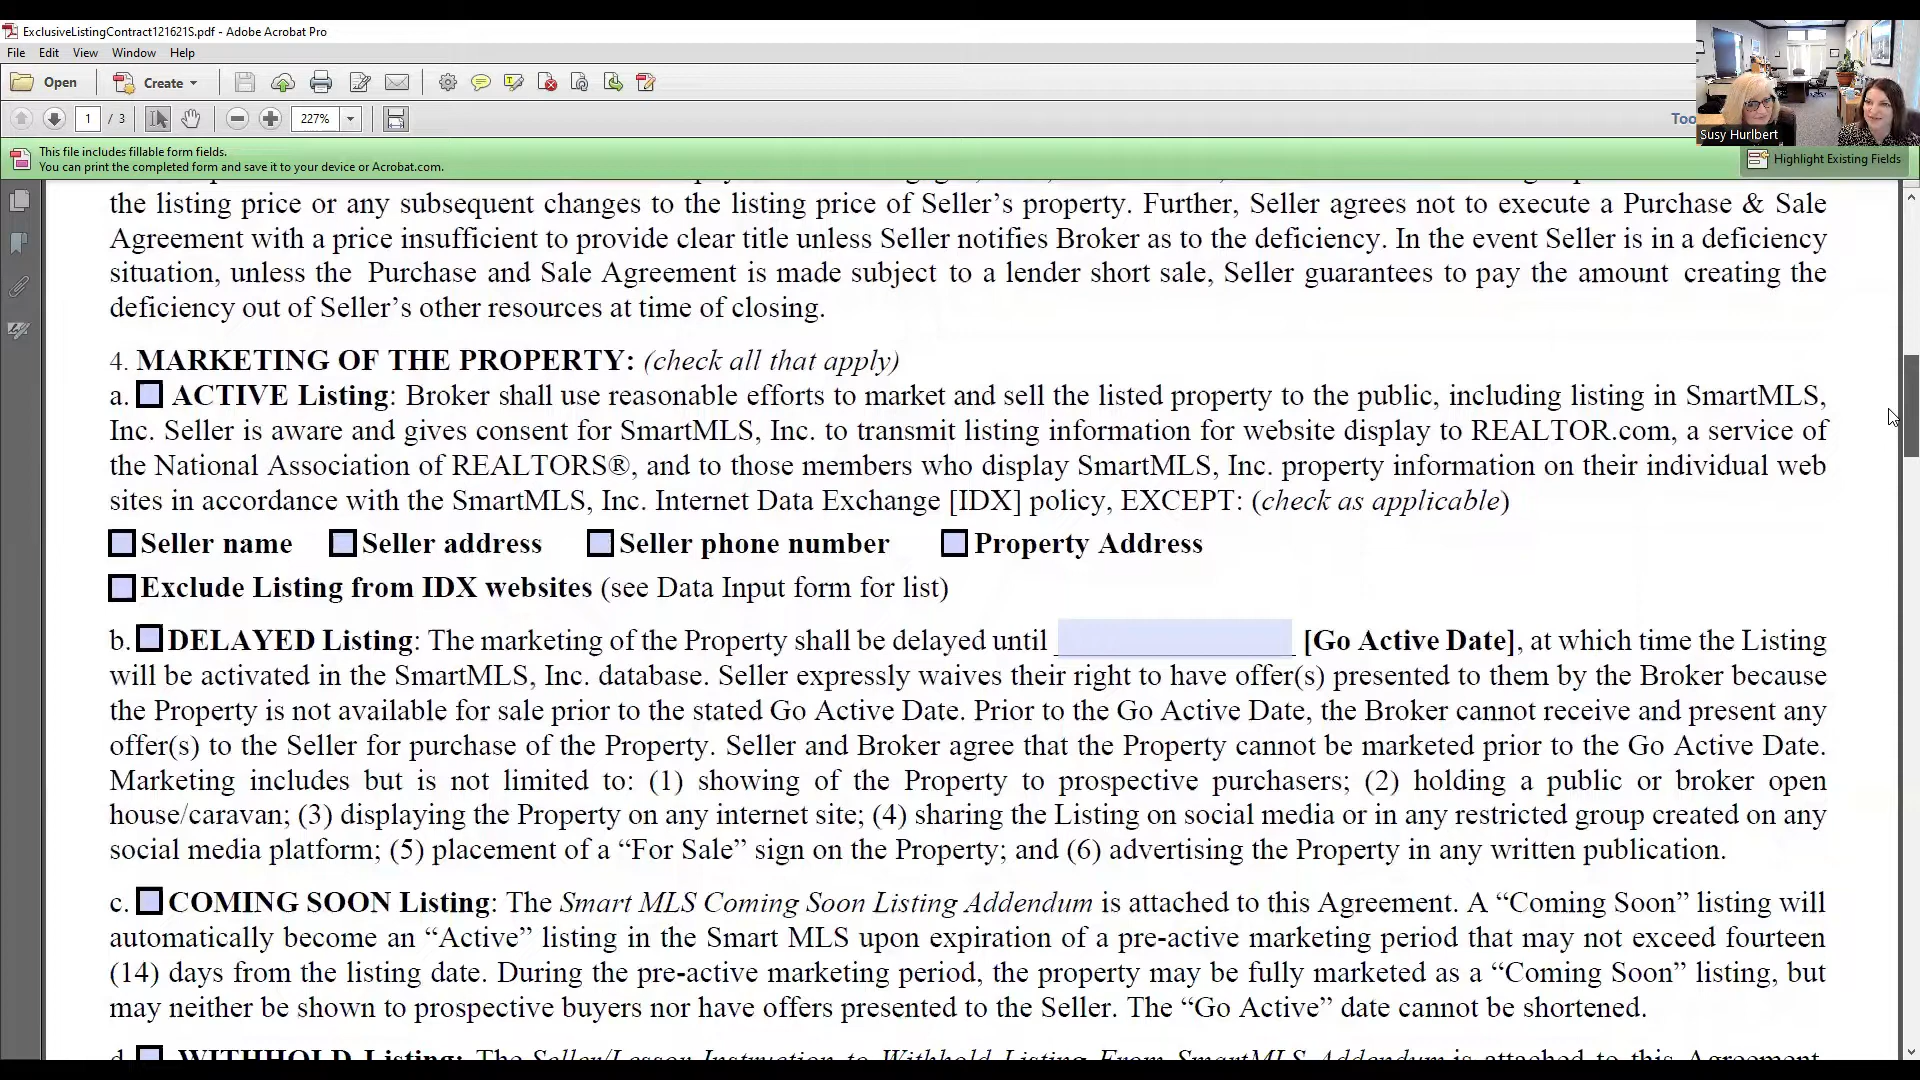 ExclusiveListingContract121621S.pdf - Adobe Acrobat Pro
File Edit View Window Help
Open Create
1 / 3 227% Too
Susy Hurlbert
This file includes fillable form fields.
You can print the completed form and save it to your device or Acrobat.com.
Highlight Existing Fields
the listing price or any subsequent changes to the listing price of Seller’s property. Further, Seller agrees not to execute a Purchase & Sale
Agreement with a price insufficient to provide clear title unless Seller notifies Broker as to the deficiency. In the event Seller is in a deficiency
situation, unless the Purchase and Sale Agreement is made subject to a lender short sale, Seller guarantees to pay the amount creating the
deficiency out of Seller’s other resources at time of closing.
4. MARKETING OF THE PROPERTY: (check all that apply)
a. ACTIVE Listing: Broker shall use reasonable efforts to market and sell the listed property to the public, including listing in SmartMLS,
Inc. Seller is aware and gives consent for SmartMLS, Inc. to transmit listing information for website display to REALTOR.com, a service of
the National Association of REALTORS®, and to those members who display SmartMLS, Inc. property information on their individual web
sites in accordance with the SmartMLS, Inc. Internet Data Exchange [IDX] policy, EXCEPT: (check as applicable)
Seller name Seller address Seller phone number Property Address
Exclude Listing from IDX websites (see Data Input form for list)
b. DELAYED Listing: The marketing of the Property shall be delayed until [Go Active Date], at which time the Listing
will be activated in the SmartMLS, Inc. database. Seller expressly waives their right to have offer(s) presented to them by the Broker because
the Property is not available for sale prior to the stated Go Active Date. Prior to the Go Active Date, the Broker cannot receive and present any
offer(s) to the Seller for purchase of the Property. Seller and Broker agree that the Property cannot be marketed prior to the Go Active Date.
Marketing includes but is not limited to: (1) showing of the Property to prospective purchasers; (2) holding a public or broker open
house/caravan; (3) displaying the Property on any internet site; (4) sharing the Listing on social media or in any restricted group created on any
social media platform; (5) placement of a “For Sale” sign on the Property; and (6) advertising the Property in any written publication.
c. COMING SOON Listing: The Smart MLS Coming Soon Listing Addendum is attached to this Agreement. A “Coming Soon” listing will
automatically become an “Active” listing in the Smart MLS upon expiration of a pre-active marketing period that may not exceed fourteen
(14) days from the listing date. During the pre-active marketing period, the property may be fully marketed as a “Coming Soon” listing, but
may neither be shown to prospective buyers nor have offers presented to the Seller. The “Go Active” date cannot be shortened.
d. WITHHOLD Listing: The Seller/Lessor Instruction to Withhold Listing From SmartMLS Addendum is attached to this Agreement.